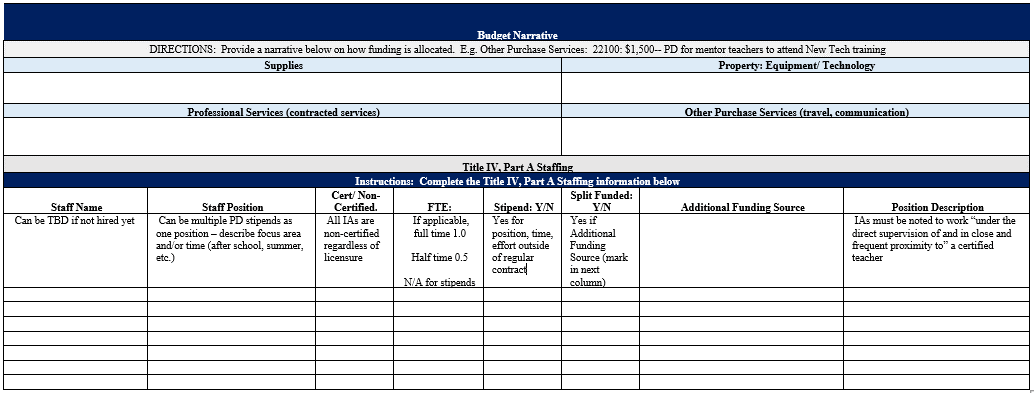 Budget Narrative
DIRECTIONS: Provide a narrative below on how funding is allocated. E.g. Other Purchase Services: 22100: $1,500-- PD for mentor teachers to attend New Tech training
Supplies
Property: Equipment/ Technology
Professional Services (contracted services)
Other Purchase Services (travel, communication)
Title IV, Part A Staffing
Instructions: Complete the Title IV, Part A Staffing information below
Staff Name
Staff Position
Cert/ Non-
Certified.
FTE:
Stipend: Y/N
Split Funded:
Y/N
Additional Funding Source
Position Description
Can be TBD if not hired yet
Can be multiple PD stipends as
one position – describe focus area
and/or time (after school, summer,
etc.)
All IAs are
non-certified
regardless of
licensure
If applicable,
full time 1.0
Half time 0.5
N/A for stipends
Yes for
position, time,
effort outside
of regular
contract
Yes if
Additional
Funding
Source (mark
in next
column)
IAs must be noted to work “under the
direct supervision of and in close and
frequent proximity to” a certified
teacher